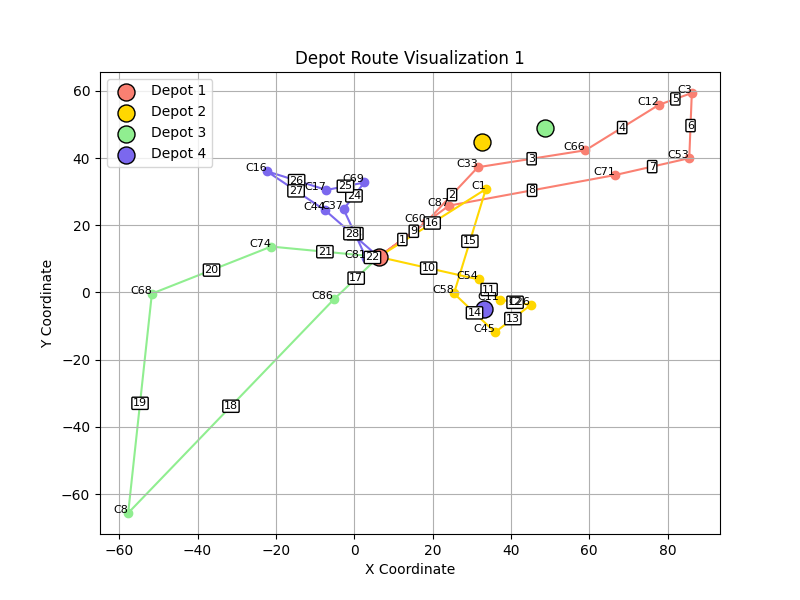 Depot Route Visualization 1
Depot 1
Depot 2
Depot 3
Depot 4
Y Coordinate
X Coordinate
60
40
20
0
−20
−40
−60
−60
−40
−20
0
20
40
60
80
C3
C12
5
6
4
C66
3
C53
7
C71
8
C33
2
C87
C1
C60
16
9
1
15
C16
26
27
C17
25
C69
24
C44
C37
28
C81
22
C74
21
20
C68
17
C86
19
18
C8
10
C54
11
C58
C11
C26
14
13
C45